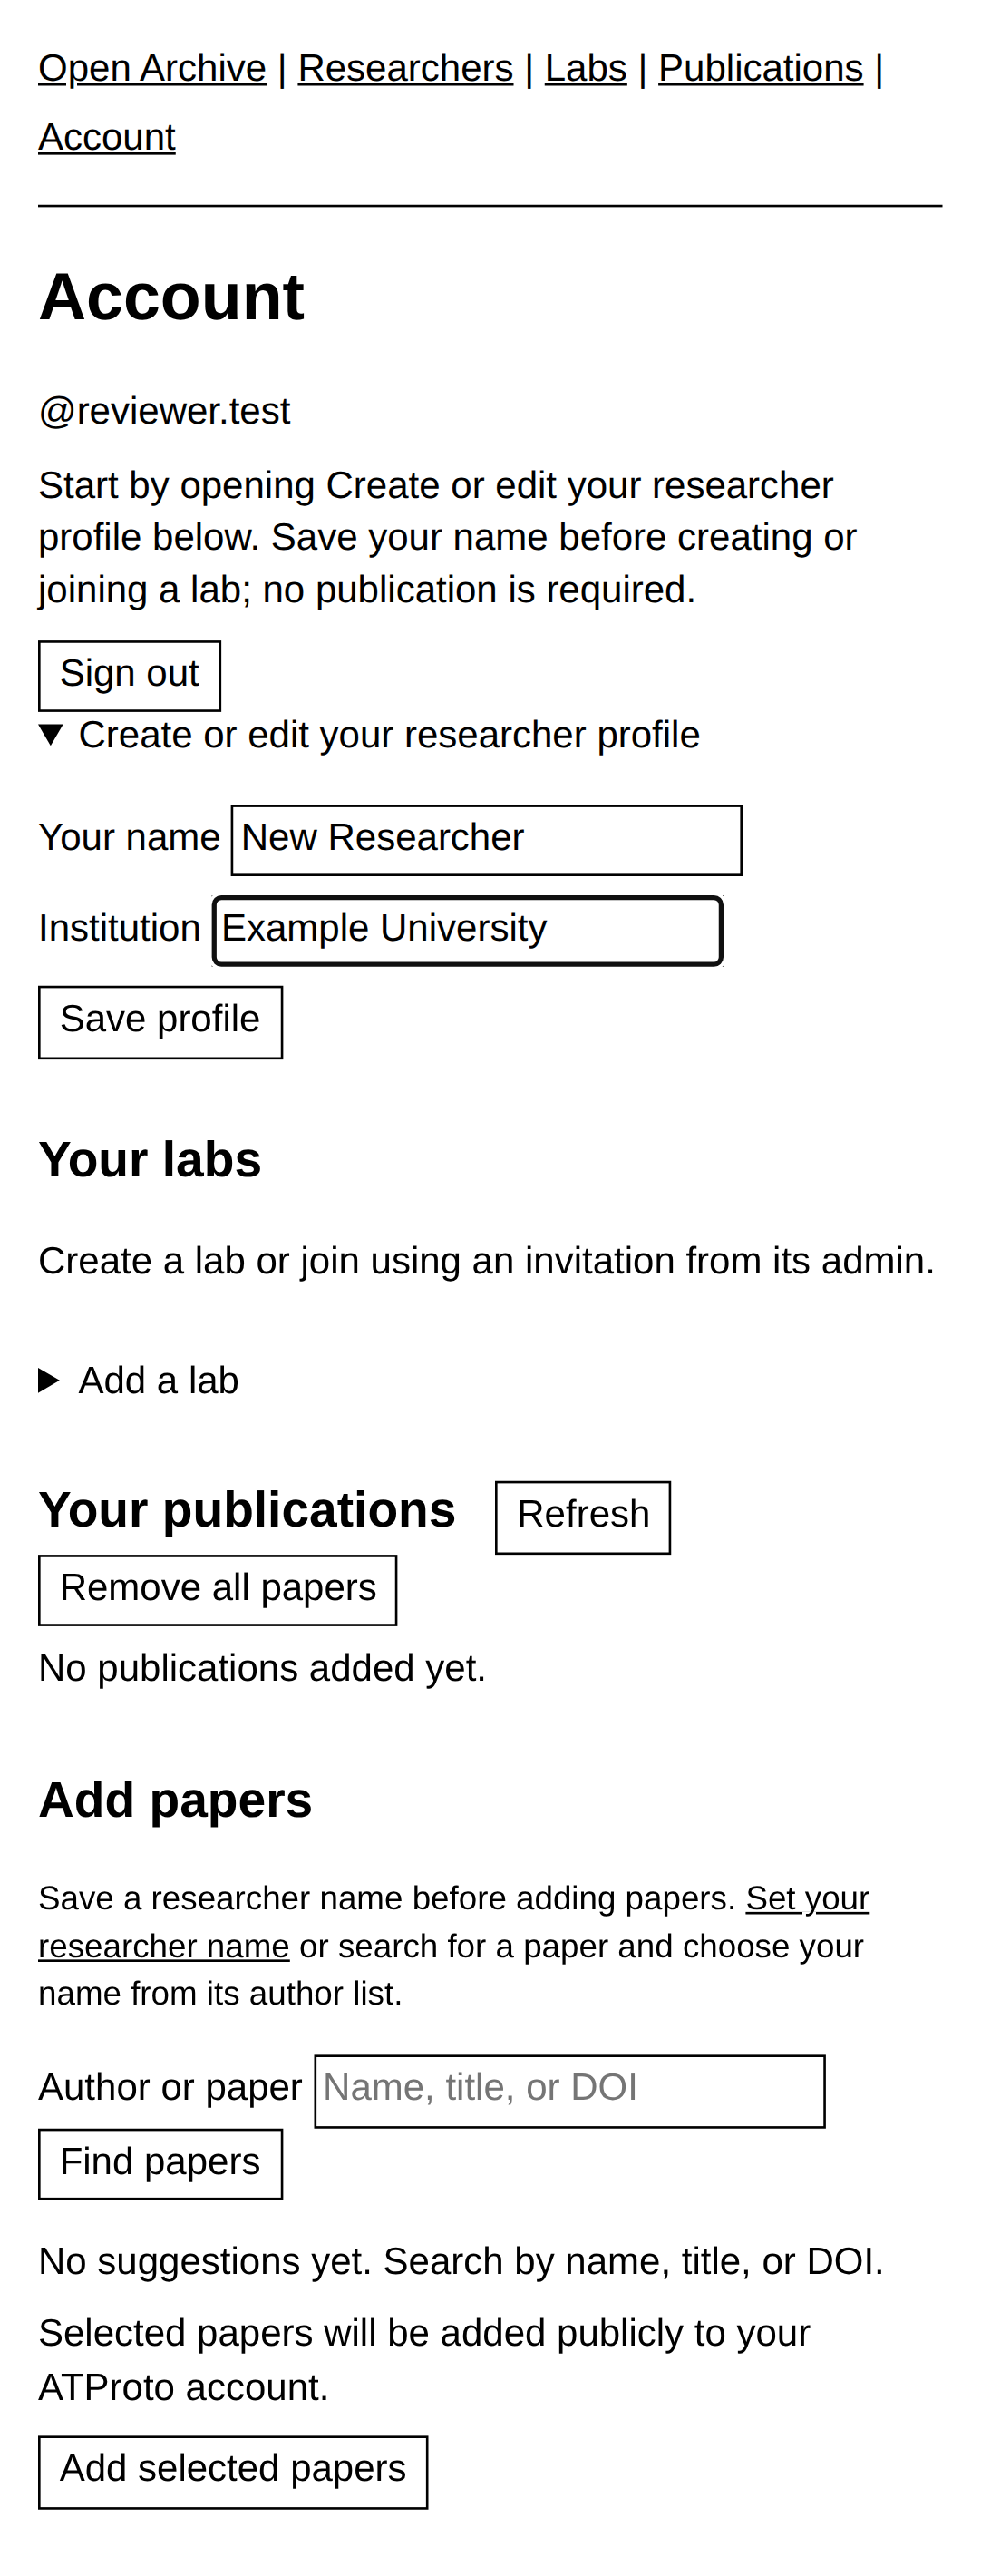 Open Archive | Researchers | Labs | Publications |
Account
Account
@reviewer.test
Start by opening Create or edit your researcher
profile below. Save your name before creating or
joining a lab; no publication is required.
Sign out
Create or edit your researcher profile
Your name New Researcher
Institution Example University
Save profile
Your labs
Create a lab or join using an invitation from its admin.
Add a lab
Your publications Refresh
Remove all papers
No publications added yet.
Add papers
Save a researcher name before adding papers. Set your
researcher name or search for a paper and choose your
name from its author list.
Author or paper Name, title, or DOI
Find papers
No suggestions yet. Search by name, title, or DOI.
Selected papers will be added publicly to your
ATProto account.
Add selected papers